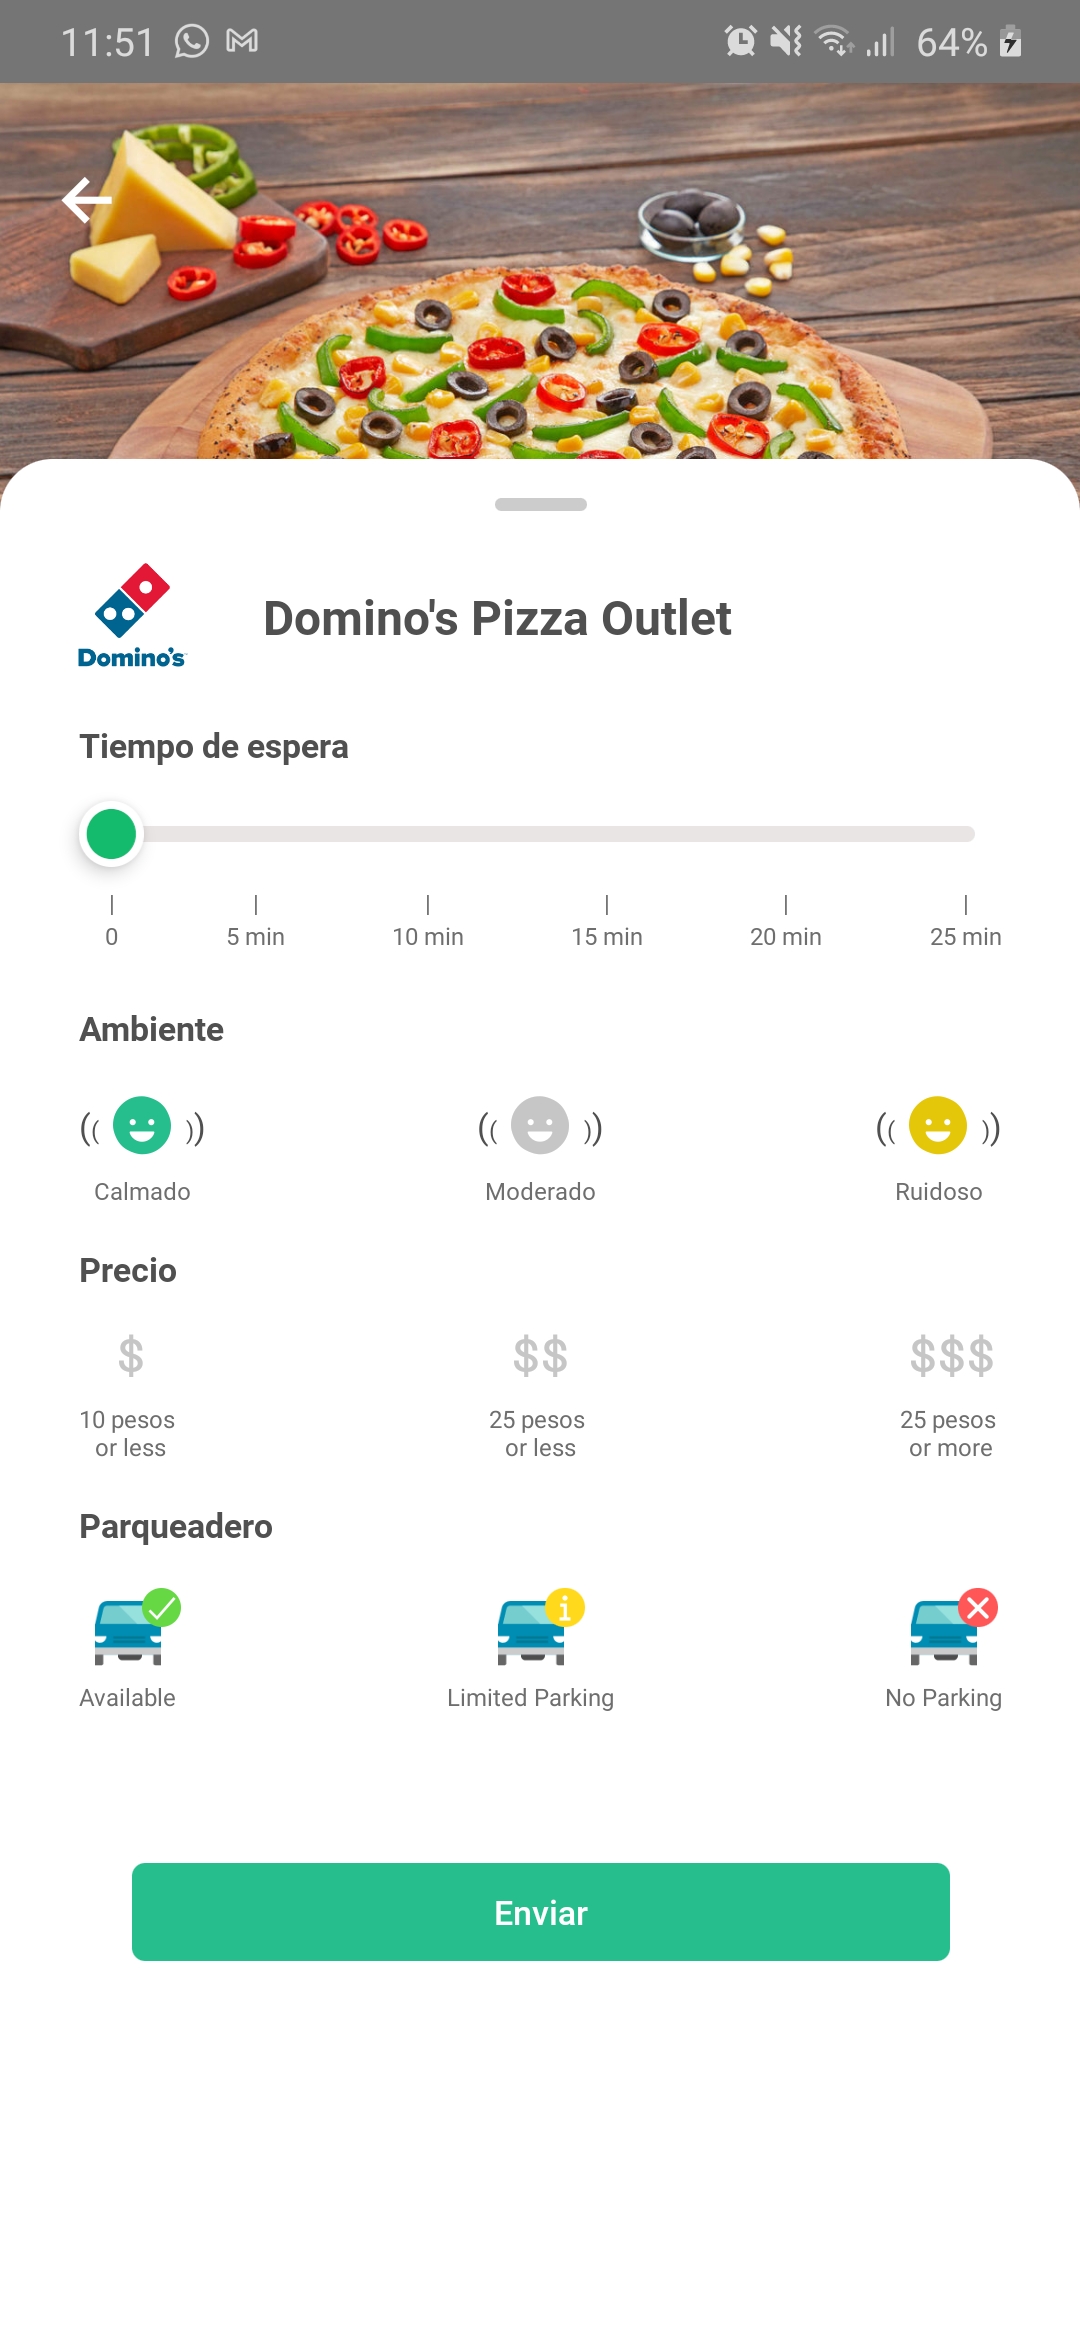 11:51 64%
Domino's
Domino's Pizza Outlet
Tiempo de espera
0 5 min 10 min 15 min 20 min 25 min
Ambiente
Calmado Moderado Ruidoso
Precio
$ $$ $$$
10 pesos 25 pesos 25 pesos
or less or less or more
Parqueadero
Available Limited Parking No Parking
Enviar